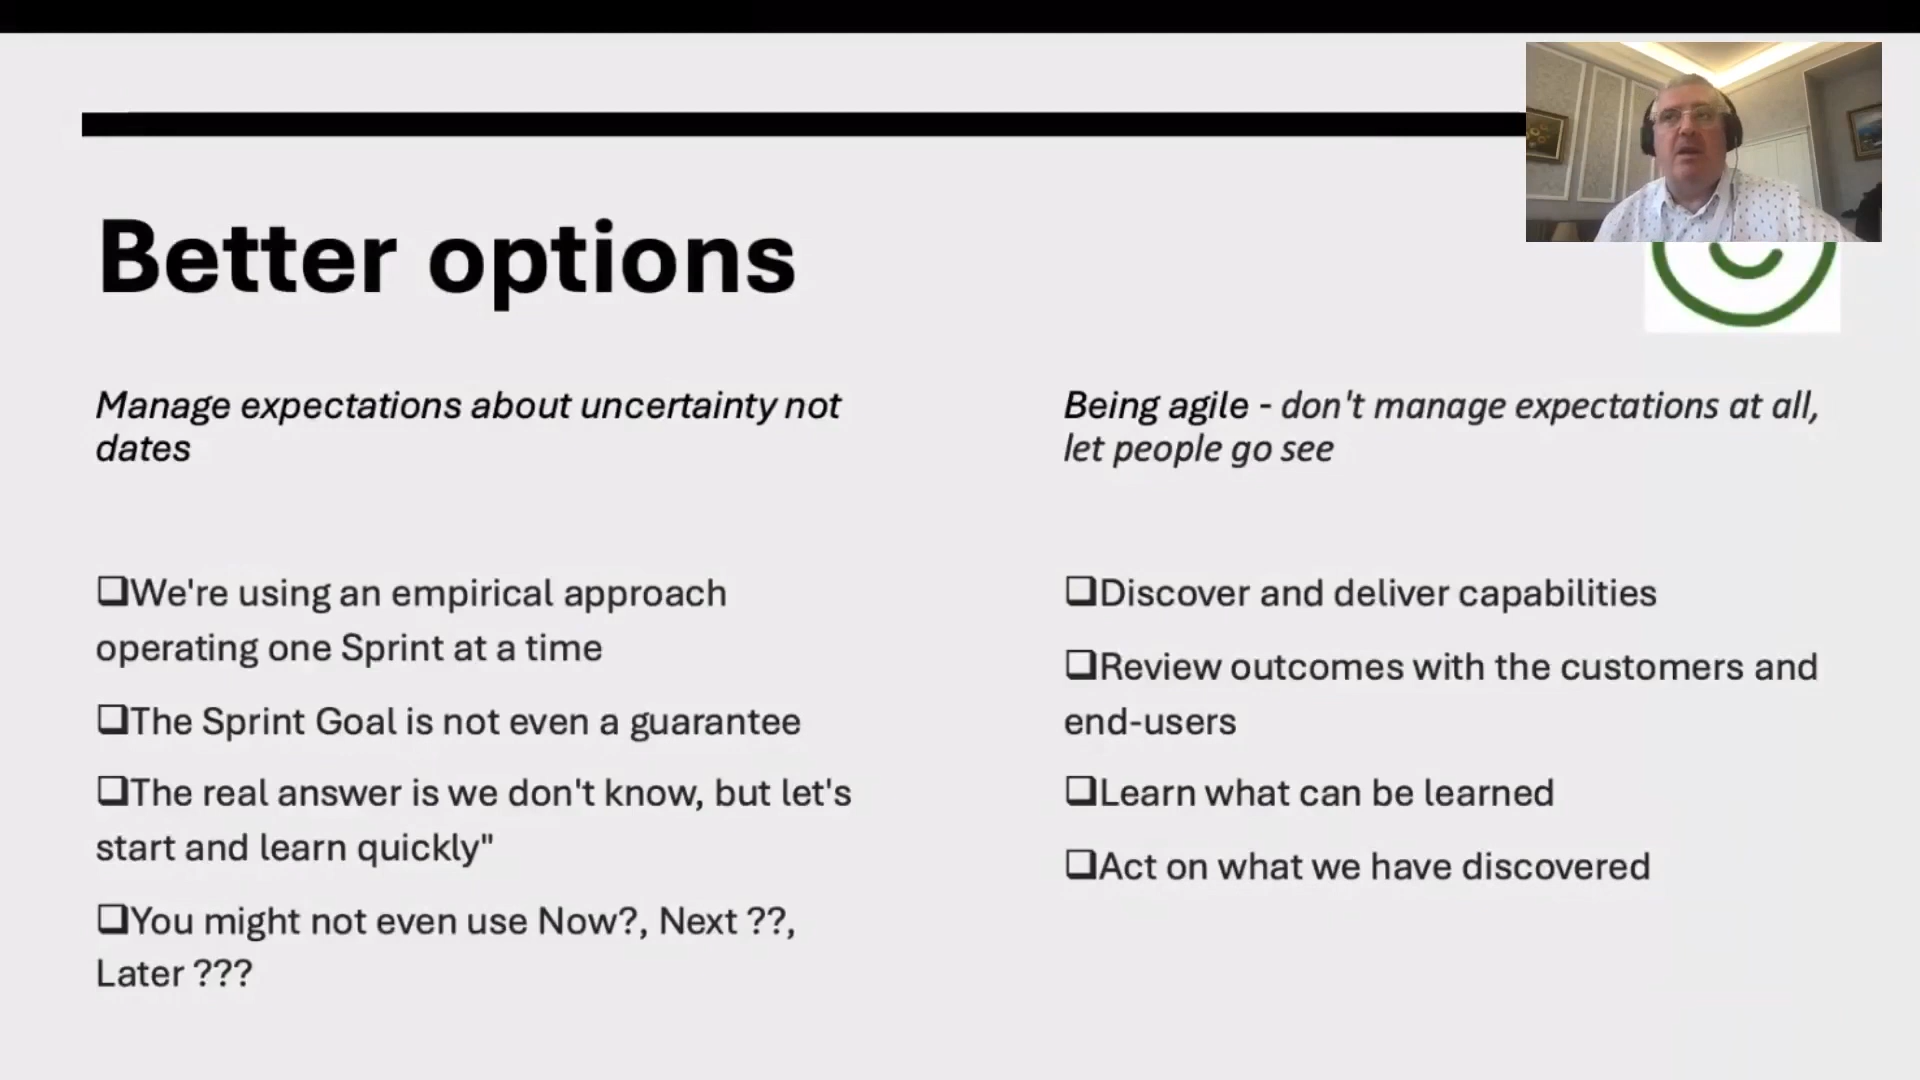 Better options
Manage expectations about uncertainty not
dates
❑We're using an empirical approach
operating one Sprint at a time
❑The Sprint Goal is not even a guarantee
❑The real answer is we don't know, but let's
start and learn quickly"
❑You might not even use Now?, Next ??,
Later ???
Being agile - don't manage expectations at all,
let people go see
❑Discover and deliver capabilities
❑Review outcomes with the customers and
end-users
❑Learn what can be learned
❑Act on what we have discovered